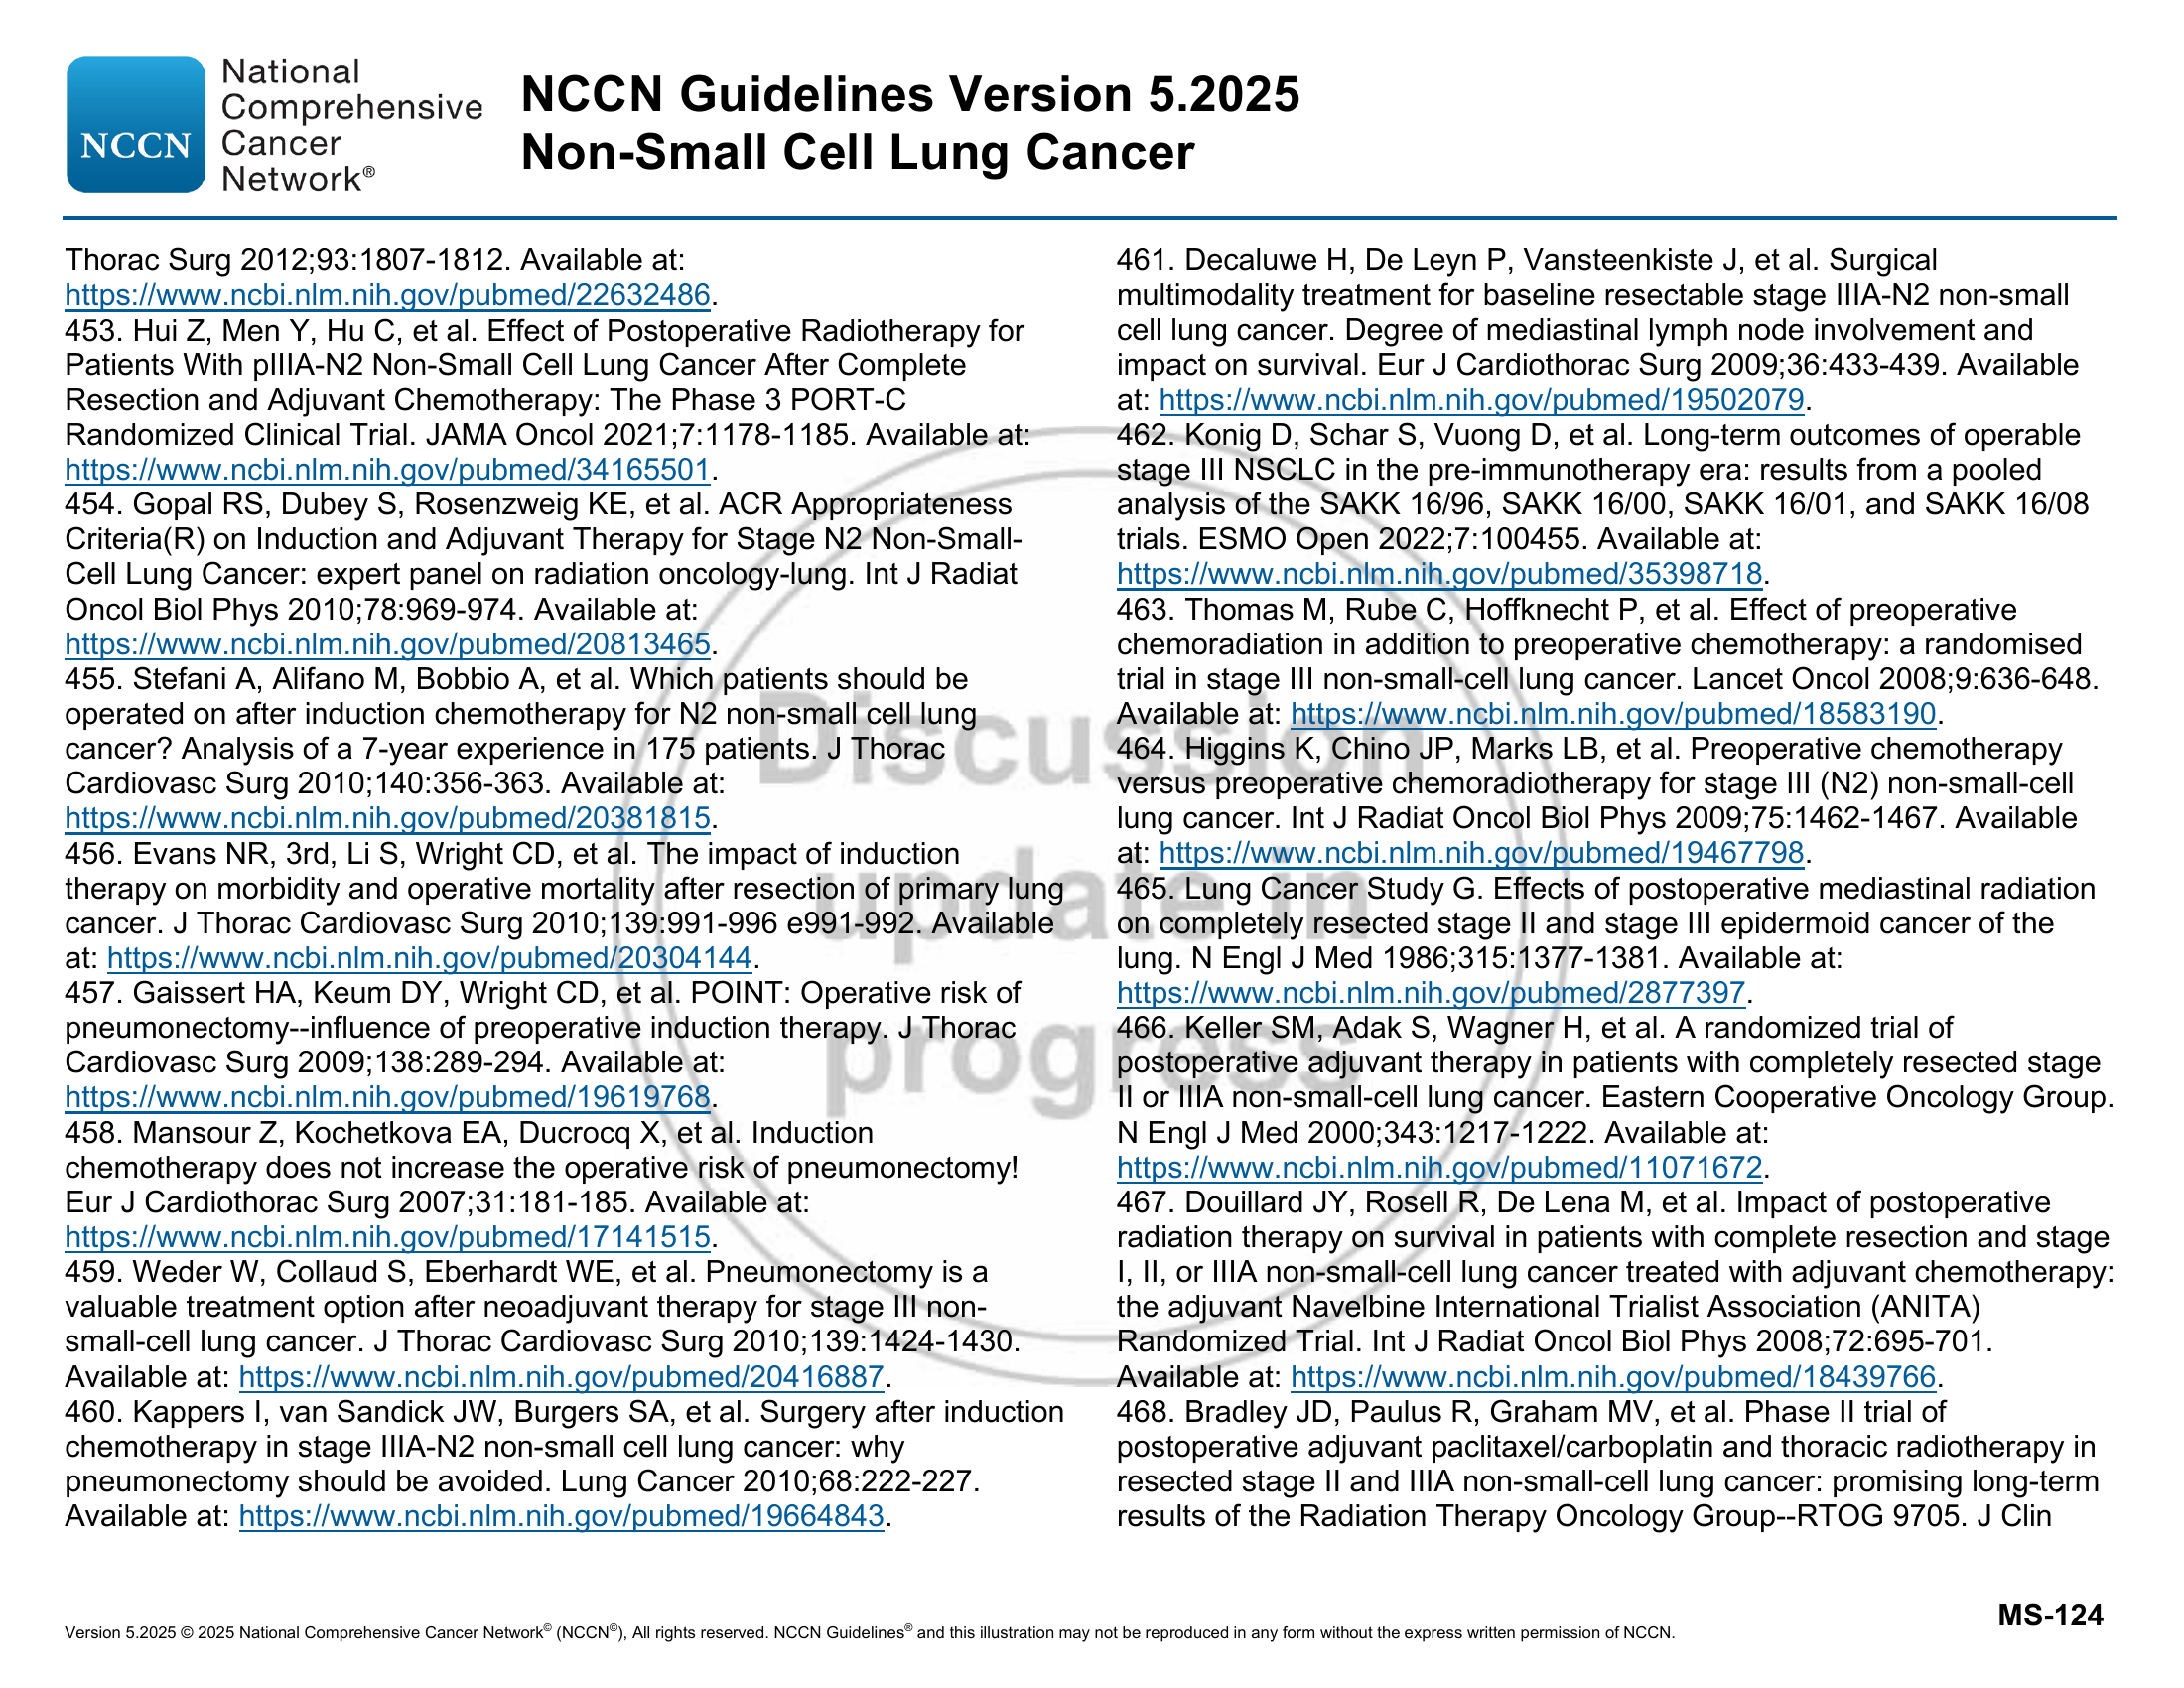 National
Comprehensive
Cancer
Network®
NCCN
NCCN Guidelines Version 5.2025
Non-Small Cell Lung Cancer
Thorac Surg 2012;93:1807-1812. Available at:
https://www.ncbi.nlm.nih.gov/pubmed/22632486.
453. Hui Z, Men Y, Hu C, et al. Effect of Postoperative Radiotherapy for
Patients With pIIIA-N2 Non-Small Cell Lung Cancer After Complete
Resection and Adjuvant Chemotherapy: The Phase 3 PORT-C
Randomized Clinical Trial. JAMA Oncol 2021;7:1178-1185. Available at:
https://www.ncbi.nlm.nih.gov/pubmed/34165501.
454. Gopal RS, Dubey S, Rosenzweig KE, et al. ACR Appropriateness
Criteria(R) on Induction and Adjuvant Therapy for Stage N2 Non-Small-
Cell Lung Cancer: expert panel on radiation oncology-lung. Int J Radiat
Oncol Biol Phys 2010;78:969-974. Available at:
https://www.ncbi.nlm.nih.gov/pubmed/20813465.
455. Stefani A, Alifano M, Bobbio A, et al. Which patients should be
operated on after induction chemotherapy for N2 non-small cell lung
cancer? Analysis of a 7-year experience in 175 patients. J Thorac
Cardiovasc Surg 2010;140:356-363. Available at:
https://www.ncbi.nlm.nih.gov/pubmed/20381815.
456. Evans NR, 3rd, Li S, Wright CD, et al. The impact of induction
therapy on morbidity and operative mortality after resection of primary lung
cancer. J Thorac Cardiovasc Surg 2010;139:991-996 e991-992. Available
at: https://www.ncbi.nlm.nih.gov/pubmed/20304144.
457. Gaissert HA, Keum DY, Wright CD, et al. POINT: Operative risk of
pneumonectomy--influence of preoperative induction therapy. J Thorac
Cardiovasc Surg 2009;138:289-294. Available at:
https://www.ncbi.nlm.nih.gov/pubmed/19619768.
458. Mansour Z, Kochetkova EA, Ducrocq X, et al. Induction
chemotherapy does not increase the operative risk of pneumonectomy!
Eur J Cardiothorac Surg 2007;31:181-185. Available at:
https://www.ncbi.nlm.nih.gov/pubmed/17141515.
459. Weder W, Collaud S, Eberhardt WE, et al. Pneumonectomy is a
valuable treatment option after neoadjuvant therapy for stage III non-
small-cell lung cancer. J Thorac Cardiovasc Surg 2010;139:1424-1430.
Available at: https://www.ncbi.nlm.nih.gov/pubmed/20416887.
460. Kappers I, van Sandick JW, Burgers SA, et al. Surgery after induction
chemotherapy in stage IIIA-N2 non-small cell lung cancer: why
pneumonectomy should be avoided. Lung Cancer 2010;68:222-227.
Available at: https://www.ncbi.nlm.nih.gov/pubmed/19664843.
461. Decaluwe H, De Leyn P, Vansteenkiste J, et al. Surgical
multimodality treatment for baseline resectable stage IIIA-N2 non-small
cell lung cancer. Degree of mediastinal lymph node involvement and
impact on survival. Eur J Cardiothorac Surg 2009;36:433-439. Available
at: https://www.ncbi.nlm.nih.gov/pubmed/19502079.
462. Konig D, Schar S, Vuong D, et al. Long-term outcomes of operable
stage III NSCLC in the pre-immunotherapy era: results from a pooled
analysis of the SAKK 16/96, SAKK 16/00, SAKK 16/01, and SAKK 16/08
trials. ESMO Open 2022;7:100455. Available at:
https://www.ncbi.nlm.nih.gov/pubmed/35398718.
463. Thomas M, Rube C, Hoffknecht P, et al. Effect of preoperative
chemoradiation in addition to preoperative chemotherapy: a randomised
trial in stage III non-small-cell lung cancer. Lancet Oncol 2008;9:636-648.
Available at: https://www.ncbi.nlm.nih.gov/pubmed/18583190.
464. Higgins K, Chino JP, Marks LB, et al. Preoperative chemotherapy
versus preoperative chemoradiotherapy for stage III (N2) non-small-cell
lung cancer. Int J Radiat Oncol Biol Phys 2009;75:1462-1467. Available
at: https://www.ncbi.nlm.nih.gov/pubmed/19467798.
465. Lung Cancer Study G. Effects of postoperative mediastinal radiation
on completely resected stage II and stage III epidermoid cancer of the
lung. N Engl J Med 1986;315:1377-1381. Available at:
https://www.ncbi.nlm.nih.gov/pubmed/2877397.
466. Keller SM, Adak S, Wagner H, et al. A randomized trial of
postoperative adjuvant therapy in patients with completely resected stage
II or IIIA non-small-cell lung cancer. Eastern Cooperative Oncology Group.
N Engl J Med 2000;343:1217-1222. Available at:
https://www.ncbi.nlm.nih.gov/pubmed/11071672.
467. Douillard JY, Rosell R, De Lena M, et al. Impact of postoperative
radiation therapy on survival in patients with complete resection and stage
I, II, or IIIA non-small-cell lung cancer treated with adjuvant chemotherapy:
the adjuvant Navelbine International Trialist Association (ANITA)
Randomized Trial. Int J Radiat Oncol Biol Phys 2008;72:695-701.
Available at: https://www.ncbi.nlm.nih.gov/pubmed/18439766.
468. Bradley JD, Paulus R, Graham MV, et al. Phase II trial of
postoperative adjuvant paclitaxel/carboplatin and thoracic radiotherapy in
resected stage II and IIIA non-small-cell lung cancer: promising long-term
results of the Radiation Therapy Oncology Group--RTOG 9705. J Clin
Discussion
update in
progress
MS-124
Version 5.2025 © 2025 National Comprehensive Cancer Network® (NCCN®), All rights reserved. NCCN Guidelines® and this illustration may not be reproduced in any form without the express written permission of NCCN.